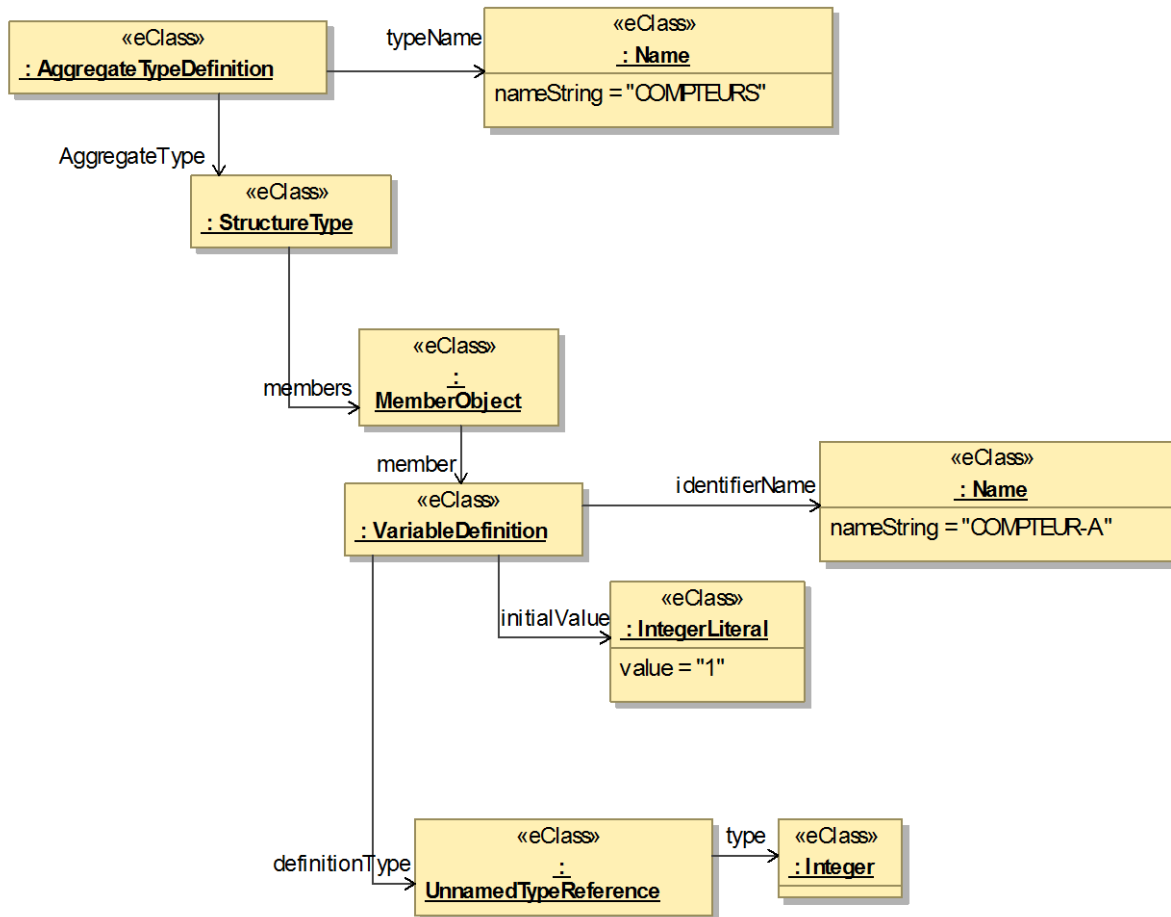 «eClass»
: AggregateTypeDefinition
typeName
«eClass»
: Name
nameString = "COMPTEURS"
AggregateType
«eClass»
: StructureType
members
«eClass»
:
MemberObject
member
«eClass»
: VariableDefinition
identifierName
«eClass»
: Name
nameString = "COMPTEUR-A"
initialValue
«eClass»
: IntegerLiteral
value = "1"
definitionType
«eClass»
:
UnnamedTypeReference
type
«eClass»
: Integer